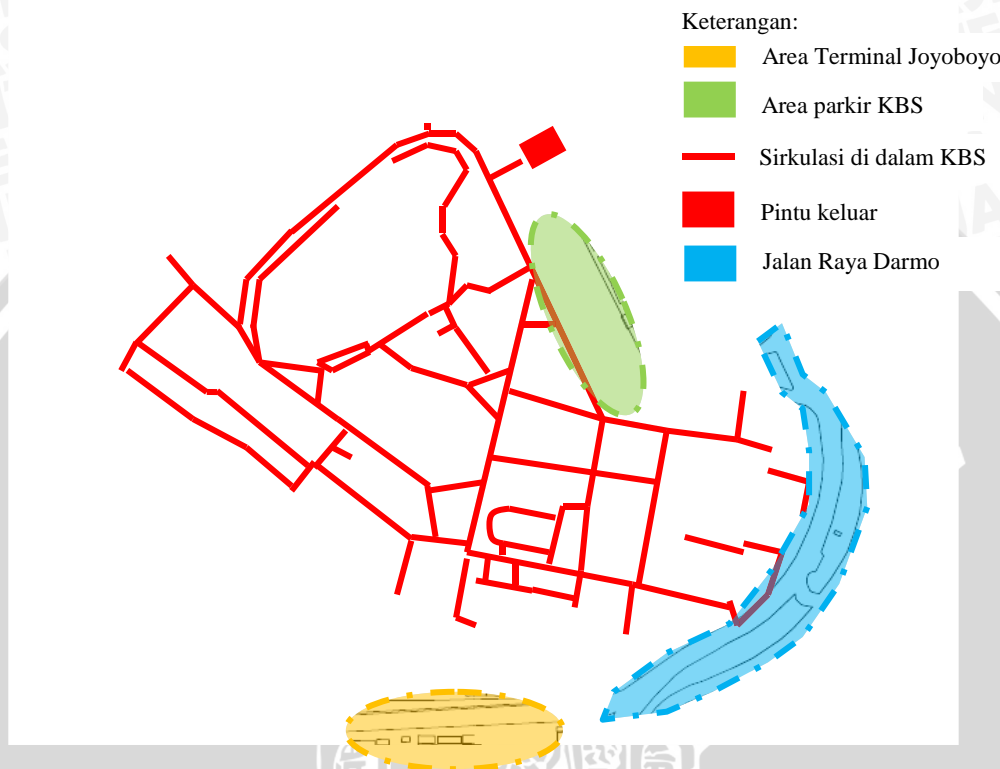 Keterangan:
Area Terminal Joyoboyo
Area parkir KBS
Sirkulasi di dalam KBS
Pintu keluar
Jalan Raya Darmo